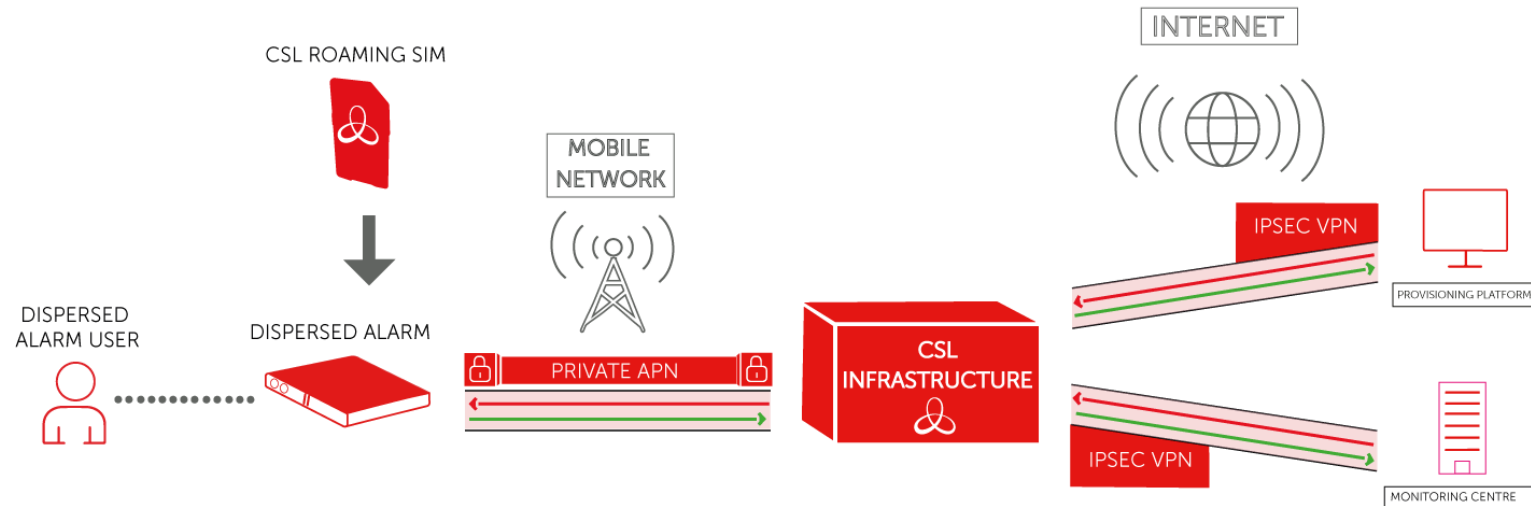 INTERNET
CSL ROAMING SIM
MOBILE
NETWORK
IPSEC VPN
PROVISIONING PLATFORM
DISPERSED
ALARM USER
DISPERSED ALARM
PRIVATE APN
CSL
INFRASTRUCTURE
IPSEC VPN
MONITORING CENTRE